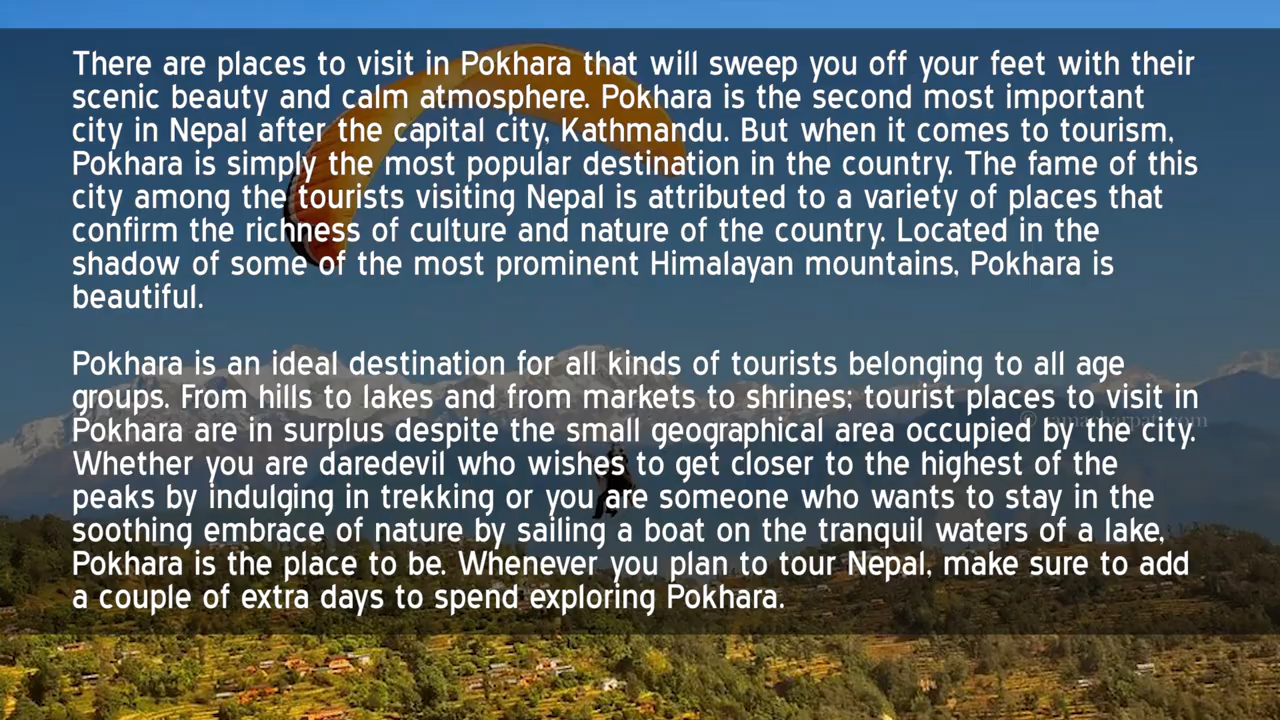 There are places to visit in Pokhara that will sweep you off your feet with their
scenic beauty and calm atmosphere. Pokhara is the second most important
city in Nepal after the capital city, Kathmandu. But when it comes to tourism,
Pokhara is simply the most popular destination in the country. The fame of this
city among the tourists visiting Nepal is attributed to a variety of places that
confirm the richness of culture and nature of the country. Located in the
shadow of some of the most prominent Himalayan mountains, Pokhara is
beautiful.
Pokhara is an ideal destination for all kinds of tourists belonging to all age
groups. From hills to lakes and from markets to shrines; tourist places to visit in
Pokhara are in surplus despite the small geographical area occupied by the city.
Whether you are daredevil who wishes to get closer to the highest of the
peaks by indulging in trekking or you are someone who wants to stay in the
soothing embrace of nature by sailing a boat on the tranquil waters of a lake,
Pokhara is the place to be. Whenever you plan to tour Nepal, make sure to add
a couple of extra days to spend exploring Pokhara.